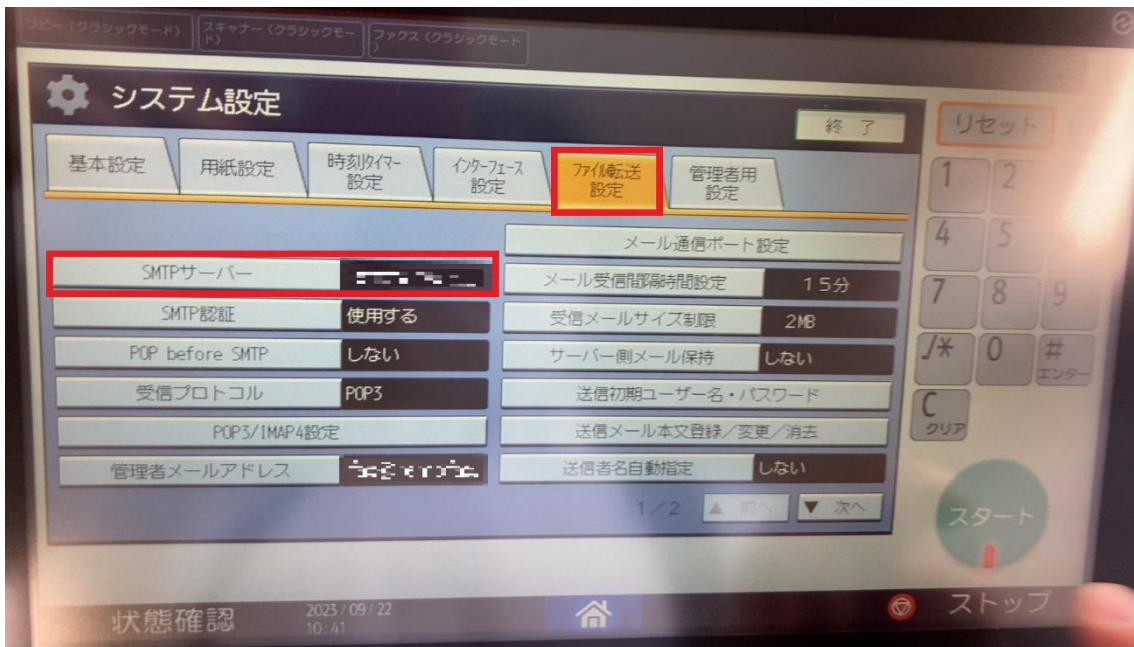 コピー (クラシックモード)
スキャナー (クラシックモー
ド)
ファクス (クラシックモード
)
システム設定
終 了
リセット
基本設定
用紙設定
時刻タイマー
設定
インターフェース
設定
ファイル転送
設定
管理者用
設定
SMTPサーバー
SMTP認証 使用する
POP before SMTP しない
受信プロトコル POP3
POP3/IMAP4設定
管理者メールアドレス
メール通信ポート設定
メール受信間隔時間設定 15分
受信メールサイズ制限 2MB
サーバー側メール保持 しない
送信初期ユーザー名・パスワード
送信メール本文登録/変更/消去
送信者名自動指定 しない
1/2 ▲ 前へ ▼ 次へ
1 2
4 5
7 8 9
./* 0 #
エンター
C
クリア
スタート
ストップ
状態確認
2023/09/22
10:41